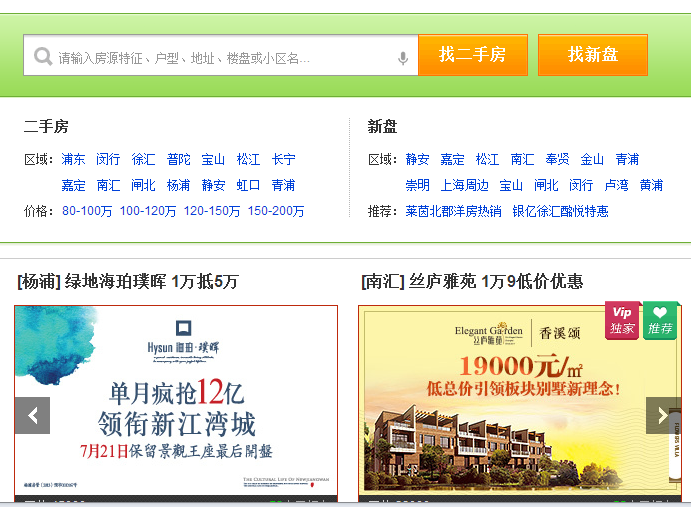 请输入房源特征、户型、地址、楼盘或小区名...
找二手房
找新盘
二手房
区域： 浦东 闵行 徐汇 普陀 宝山 松江 长宁
嘉定 南汇 闸北 杨浦 静安 虹口 青浦
价格： 80-100万 100-120万 120-150万 150-200万
新盘
区域： 静安 嘉定 松江 南汇 奉贤 金山 青浦
崇明 上海周边 宝山 闸北 闵行 卢湾 黄浦
推荐： 莱茵北郡洋房热销 银亿徐汇酩悦特惠
[杨浦] 绿地海珀璞晖 1万抵5万
Hysun 海珀·璞晖
单月疯抢12亿
领衔新江湾城
7月21日保留景觀王座最后開盤
THE CULTURAL LIFE OF NEWJIANGWAN
[南汇] 丝庐雅苑 1万9低价优惠
Vip
独家
推荐
Elegant Garden
丝庐雅苑
香溪颂
19000元/㎡
低总价引领板块别墅新理念！